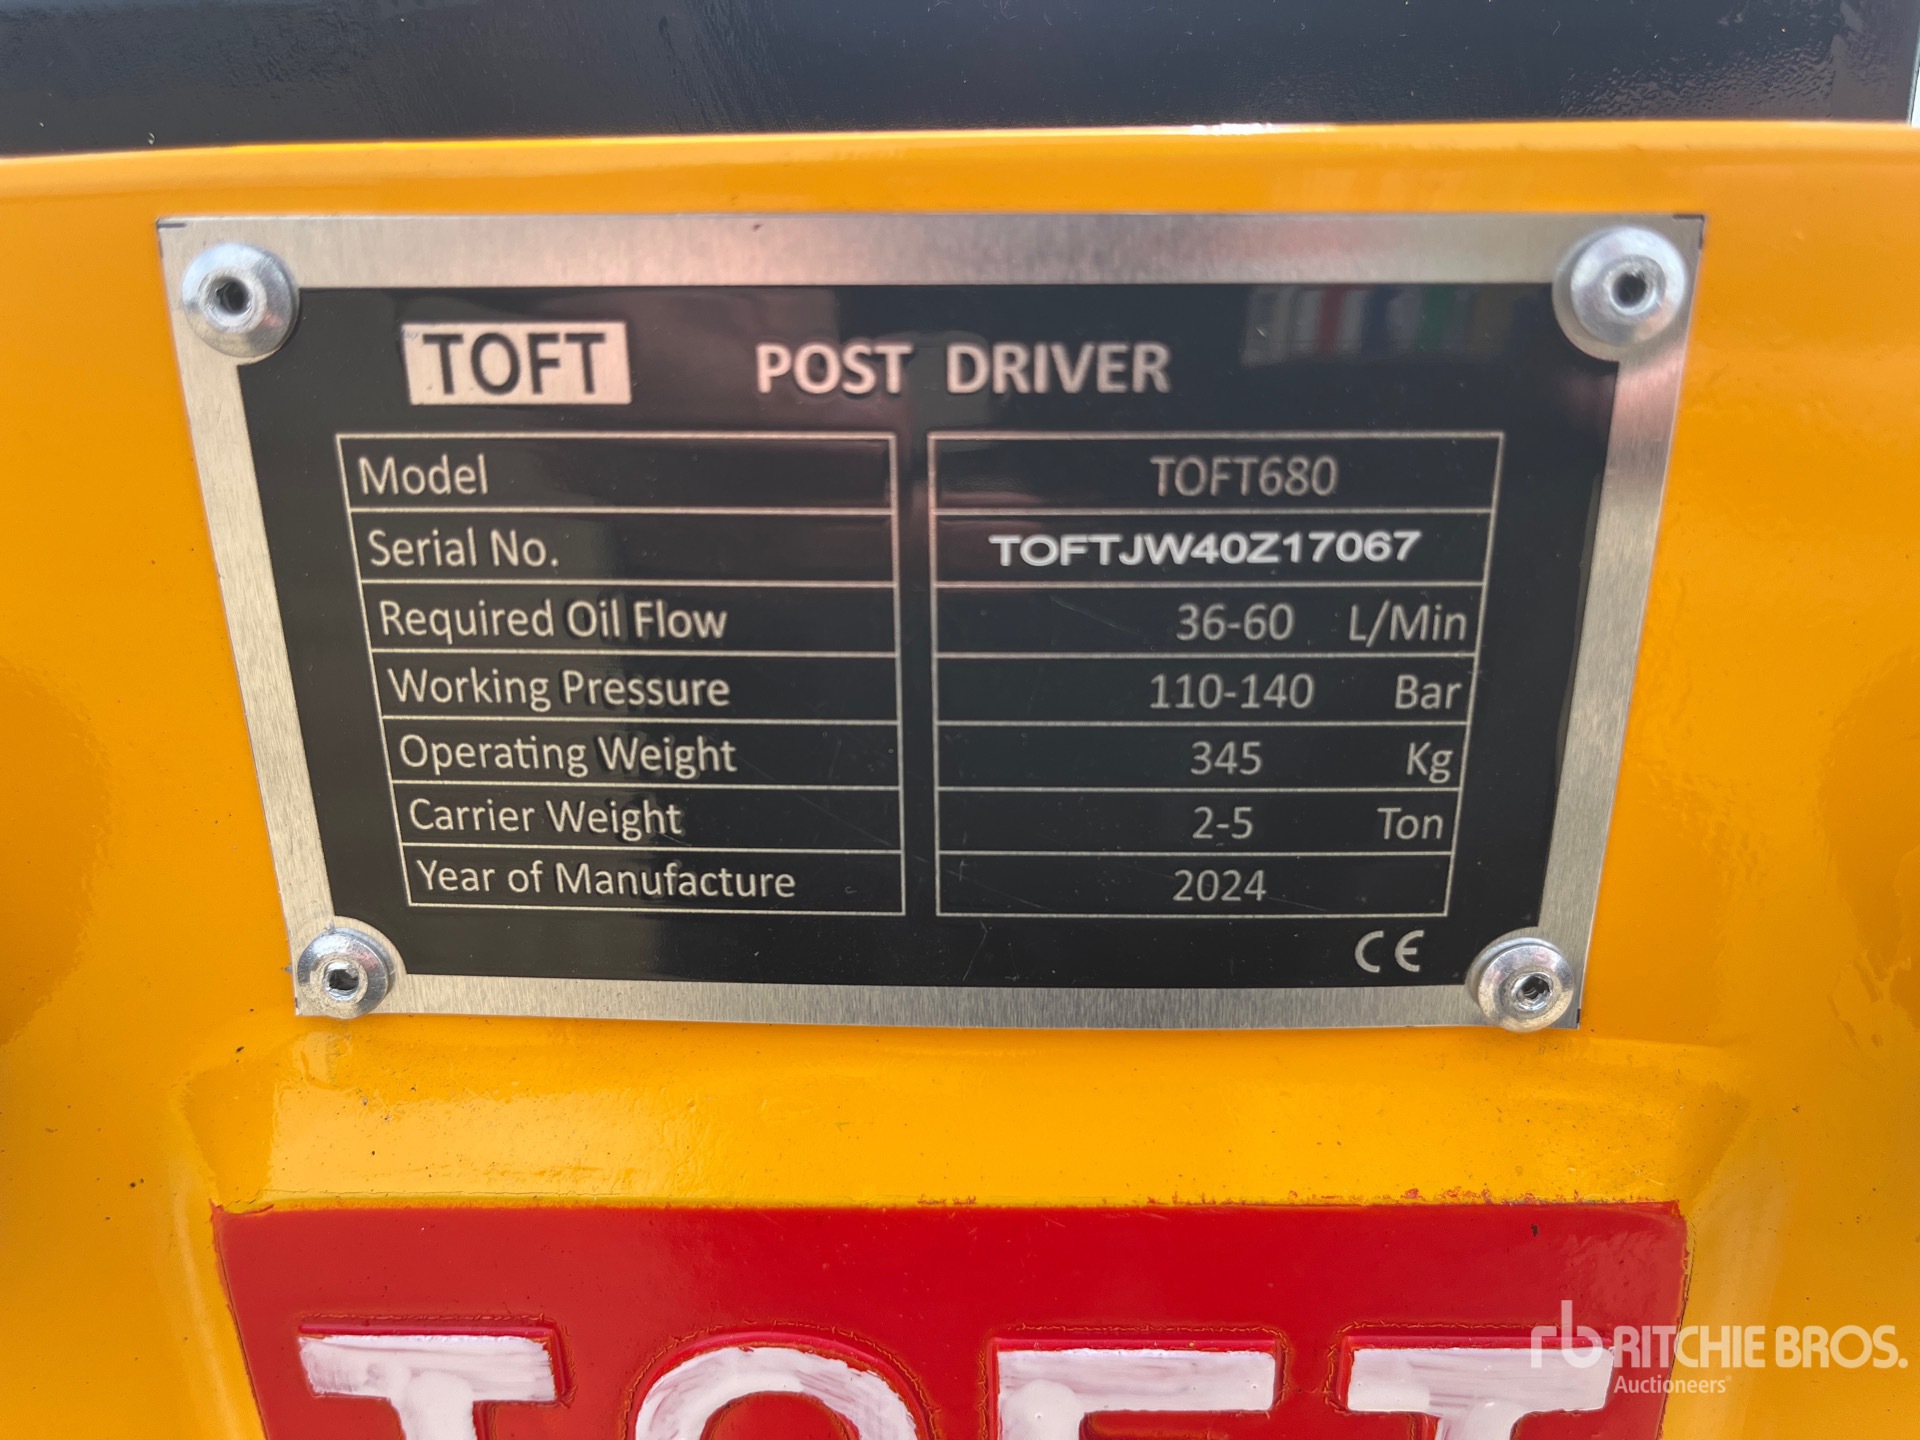 TOFT POST DRIVER
Model TOFT680
Serial No. TOFTJW40Z17067
Required Oil Flow 36-60 L/Min
Working Pressure 110-140 Bar
Operating Weight 345 Kg
Carrier Weight 2-5 Ton
Year of Manufacture 2024
CE
TOFT
rb RITCHIE BROS.
Auctioneers